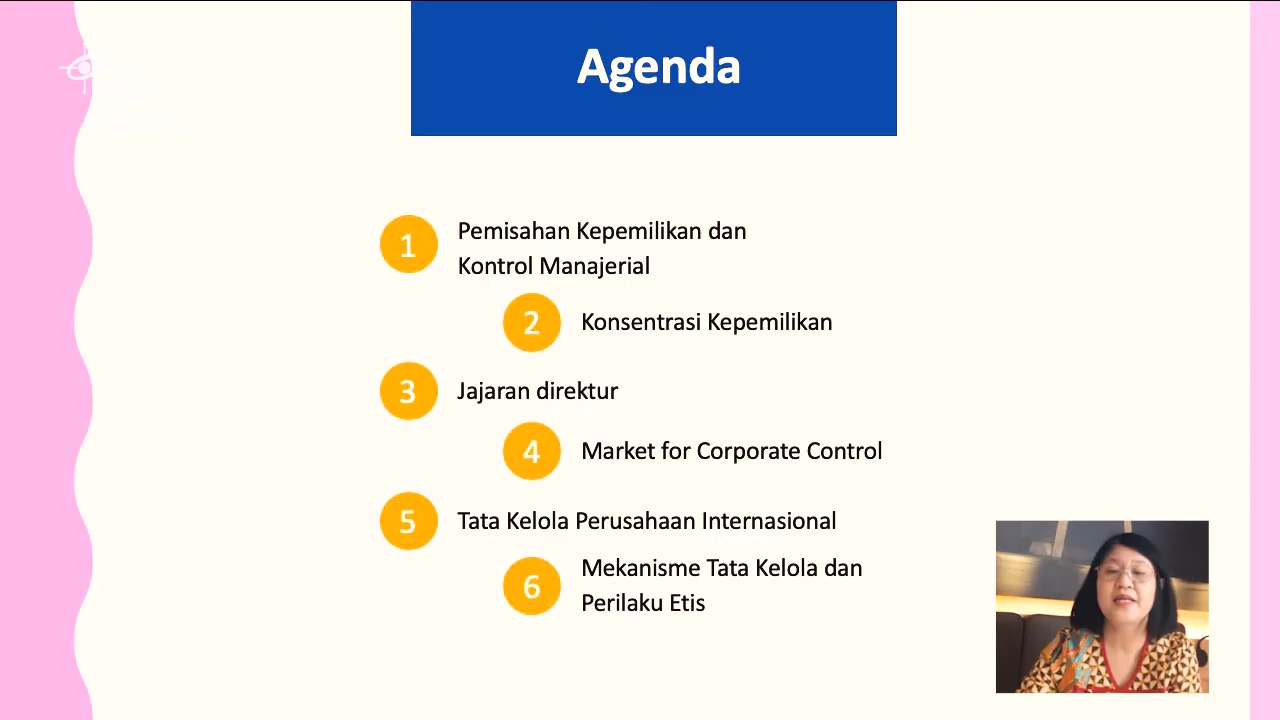 Agenda
1
Pemisahan Kepemilikan dan
Kontrol Manajerial
2
Konsentrasi Kepemilikan
3
Jajaran direktur
4
Market for Corporate Control
5
Tata Kelola Perusahaan Internasional
6
Mekanisme Tata Kelola dan
Perilaku Etis